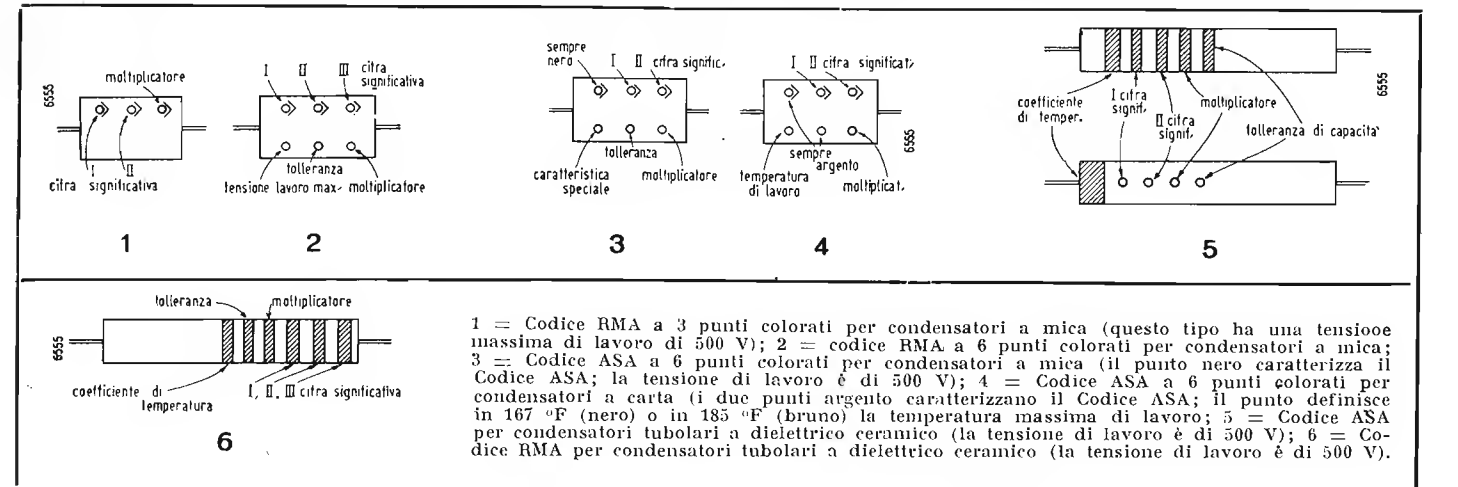 6555
moltiplicatore
I
II
citra significativa
1
I II III citra
significativa
tolleranza
tensione lavoro max. moltiplicatore
2
sempre
nero
I II citra signific.
tolleranza
caratteristica
speciale
moltiplicatore
3
I II citra significat.
sempre
argento
temperatura
di lavoro
moltiplicat.
6555
4
coefficiente
di temper.
I citra
signif.
II citra
signif.
moltiplicatore
tolleranza di capacita'
6555
5
6555
tolleranza
moltiplicatore
coefficiente di
temperatura
I, II, III citra significativa
6
1 = Codice RMA a 3 punti colorati per condensatori a mica (questo tipo ha una tensiooe
massima di lavoro di 500 V); 2 = codice RMA a 6 punti colorati per condensatori a mica;
3 = Codice ASA a 6 punti colorati per condensatori a mica (il punto nero caratterizza il
Codice ASA; la tensione di lavoro è di 500 V); 4 = Codice ASA a 6 punti colorati per
condensatori a carta (i due punti argento caratterizzano il Codice ASA; il punto definisce
in 167 °F (nero) o in 185 °F (bruno) la temperatura massima di lavoro; 5 = Codice ASA
per condensatori tubolari a dielettrico ceramico (la tensione di lavoro è di 500 V); 6 = Co-
dice RMA per condensatori tubolari a dielettrico ceramico (la tensione di lavoro è di 500 V).